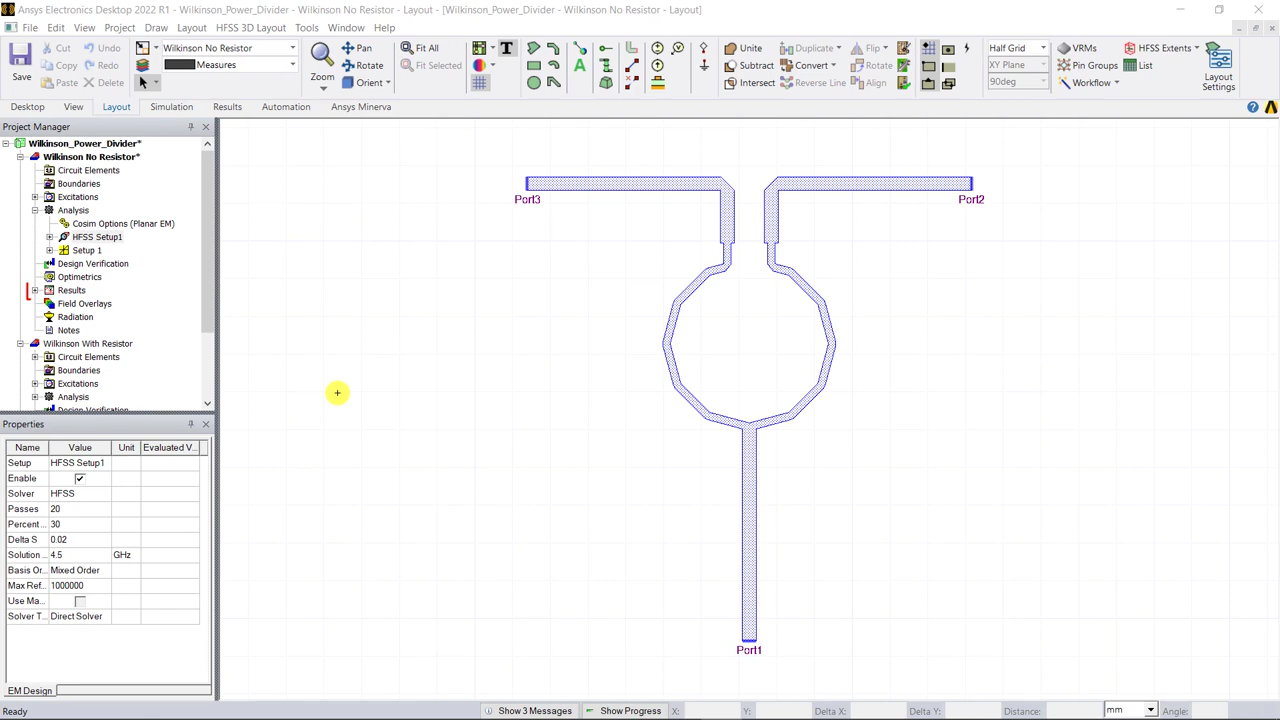 Ansys Electronics Desktop 2022 R1 - Wilkinson_Power_Divider - Wilkinson No Resistor - Layout] - [Wilkinson_Power_Divider - Wilkinson No Resistor - Layout]
File Edit View Project Draw Layout HFSS 3D Layout Tools Window Help
Save Cut Copy Paste Undo Redo Delete
Wilkinson No Resistor
Measures
Zoom Pan Rotate Orient Fit All Fit Selected
Unite Subtract Intersect Duplicate Convert Reverse Line Flip Rotate Align
Half Grid XY Plane 90deg
VRMs Pin Groups Workflow HFSS Extents List Layout Settings
Desktop View Layout Simulation Results Automation Ansys Minerva
Project Manager
Wilkinson_Power_Divider*
Wilkinson No Resistor*
Circuit Elements
Boundaries
Excitations
Analysis
Cosim Options (Planar EM)
HFSS Setup1
Setup 1
Design Verification
Optimetrics
Results
Field Overlays
Radiation
Notes
Wilkinson With Resistor
Circuit Elements
Boundaries
Excitations
Analysis
Design Verification
Properties
Name Value Unit Evaluated V...
Setup HFSS Setup1
Enable
Solver HFSS
Passes 20
Percent ... 30
Delta S 0.02
Solution ... 4.5 GHz
Basis Or... Mixed Order
Max Ref... 1000000
Use Ma...
Solver T... Direct Solver
EM Design
Port3
Port2
Port1
Ready Show 3 Messages Show Progress X: Y: Delta X: Delta Y: Distance: mm Angle: